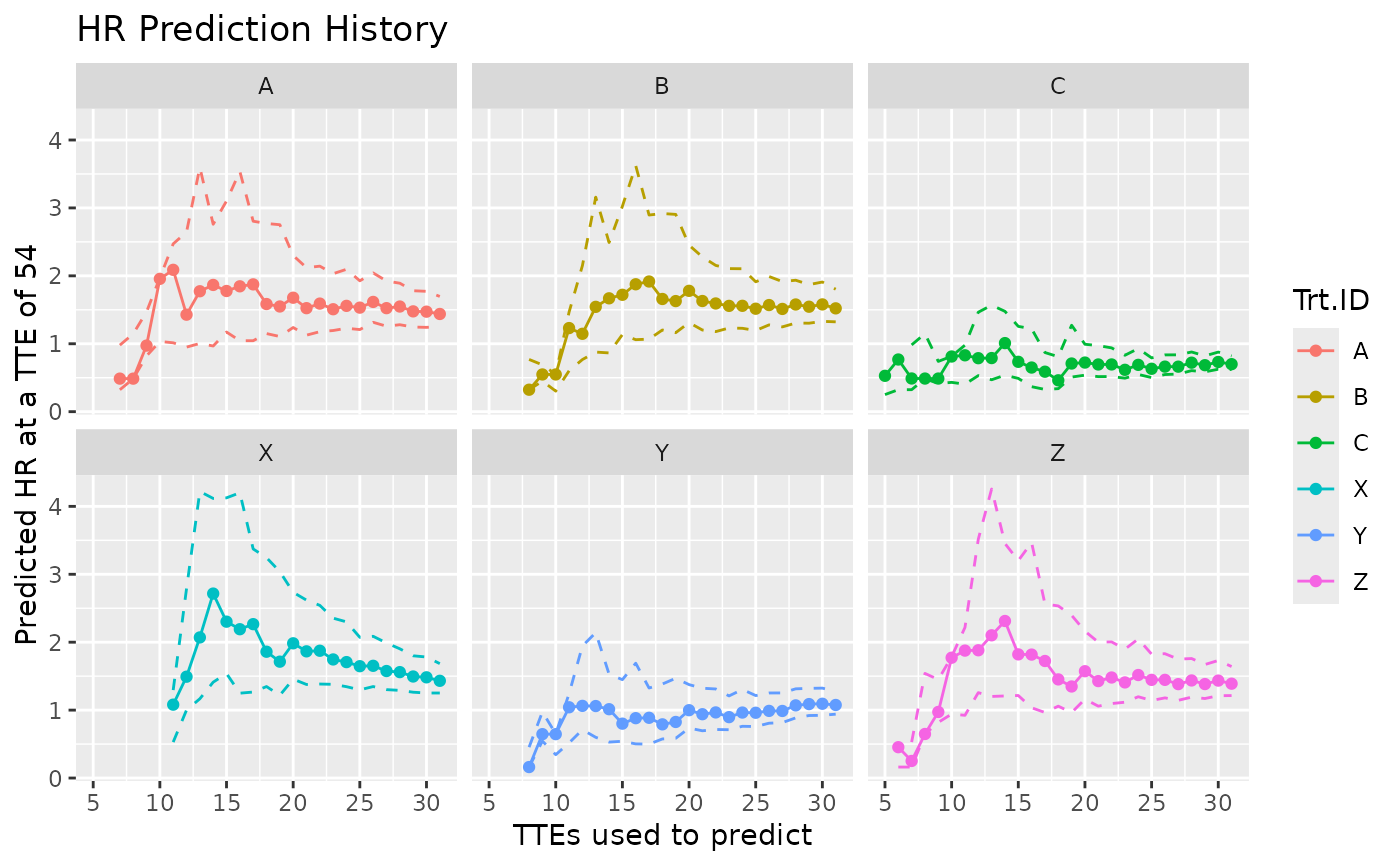 HR Prediction History
A B C
4
3
2
1
0
X Y Z
4
3
2
1
0
5 10 15 20 25 30 5 10 15 20 25 30 5 10 15 20 25 30
TTEs used to predict
Predicted HR at a TTE of 54
Trt.ID
A
B
C
X
Y
Z